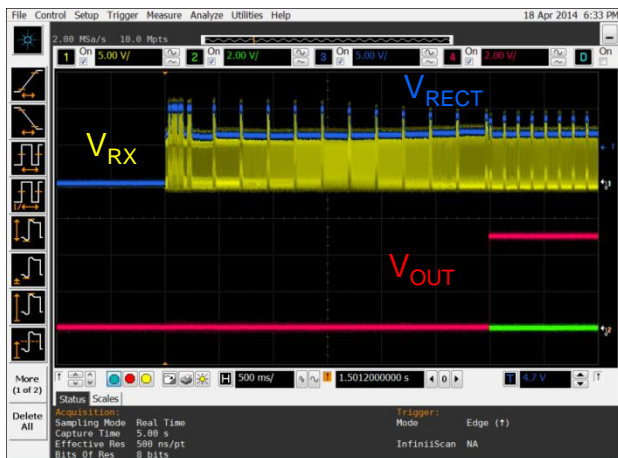 File Control Setup Trigger Measure Analyze Utilities Help 18 Apr 2014 6:33 PM
2.00 MSa/s 10.0 Mpts
1 On 5.00 V/ 2 On 2.00 V/ 3 On 5.00 V/ 4 On 2.00 V/ D On
VRECT
VRX
VOUT
More
(1 of 2)
Delete
All
H 500 ms/ 1.5012000000 s 0 T 4.7 V
Status Scales
Acquisition: Trigger:
Sampling Mode Real Time Mode Edge (↑)
Capture Time 5.00 s
Effective Res 500 ns/pt InfiniiScan NA
Bits Of Res 8 bits